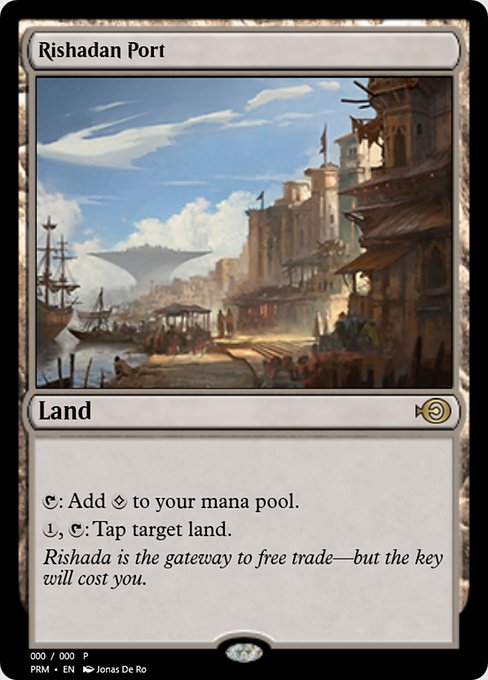 Rishadan Port
Land
: Add to your mana pool.
1, : Tap target land.
Rishada is the gateway to free trade—but the key
will cost you.
000 / 000 P
PRM • EN Jonas De Ro